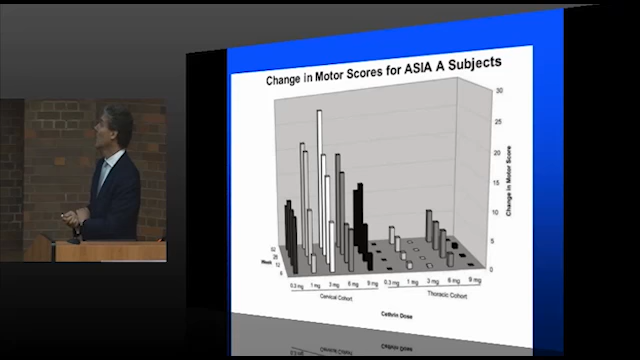 Change in Motor Scores for ASIA A Subjects
30
25
20
15
10
5
0
Change in Motor Score
52
26
12
6
Week
0.3 mg 1 mg 3 mg 6 mg 9 mg 0.3 mg 1 mg 3 mg 6 mg 9 mg
Cervical Cohort Thoracic Cohort
Cethrin Dose